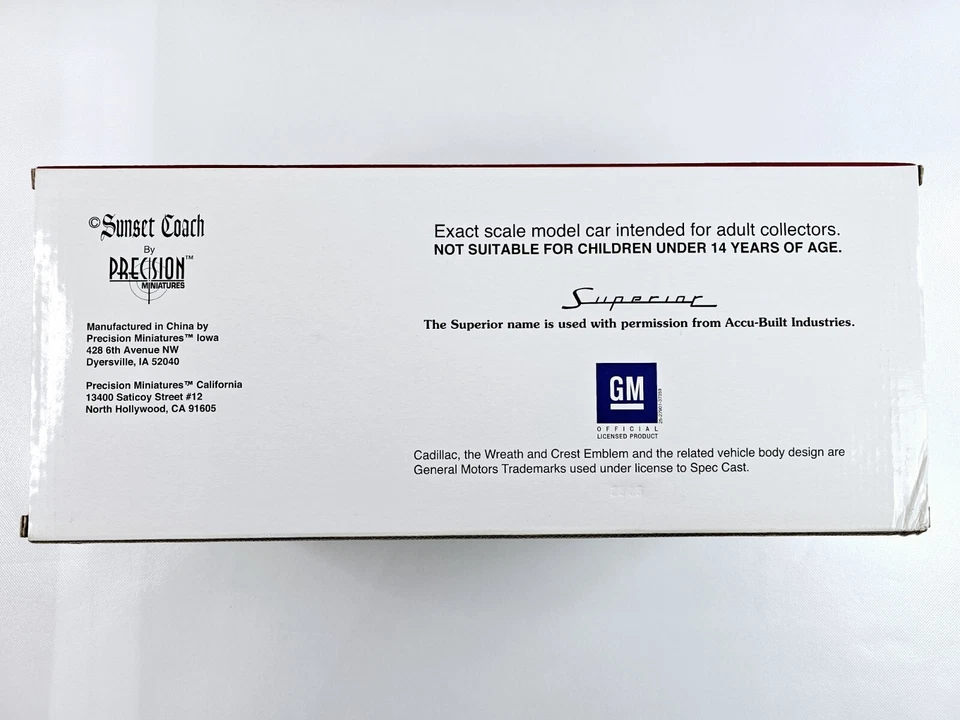 ©Sunset Coach
By
PRECISION™
MINIATURES
Manufactured in China by
Precision Miniatures™ Iowa
428 6th Avenue NW
Dyersville, IA 52040
Precision Miniatures™ California
13400 Saticoy Street #12
North Hollywood, CA 91605
Exact scale model car intended for adult collectors.
NOT SUITABLE FOR CHILDREN UNDER 14 YEARS OF AGE.
Superior
The Superior name is used with permission from Accu-Built Industries.
GM
OFFICIAL
LICENSED PRODUCT
Cadillac, the Wreath and Crest Emblem and the related vehicle body design are
General Motors Trademarks used under license to Spec Cast.